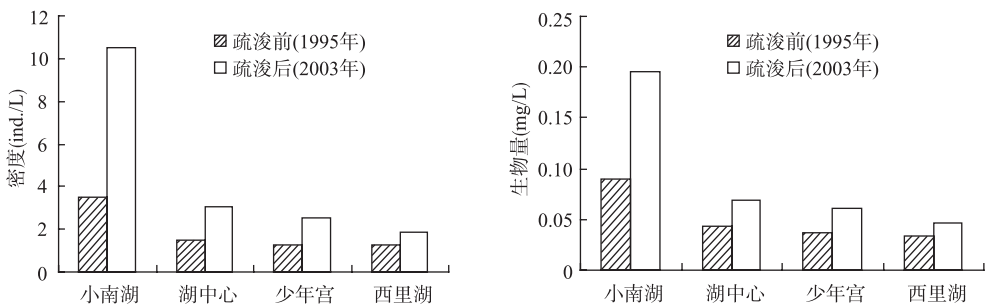 12
10
8
6
4
2
0
密度(ind./L)
疏浚前(1995年)
疏浚后(2003年)
小南湖 湖中心 少年宫 西里湖
0.25
0.20
0.15
0.10
0.05
0
生物量(mg/L)
疏浚前(1995年)
疏浚后(2003年)
小南湖 湖中心 少年宫 西里湖